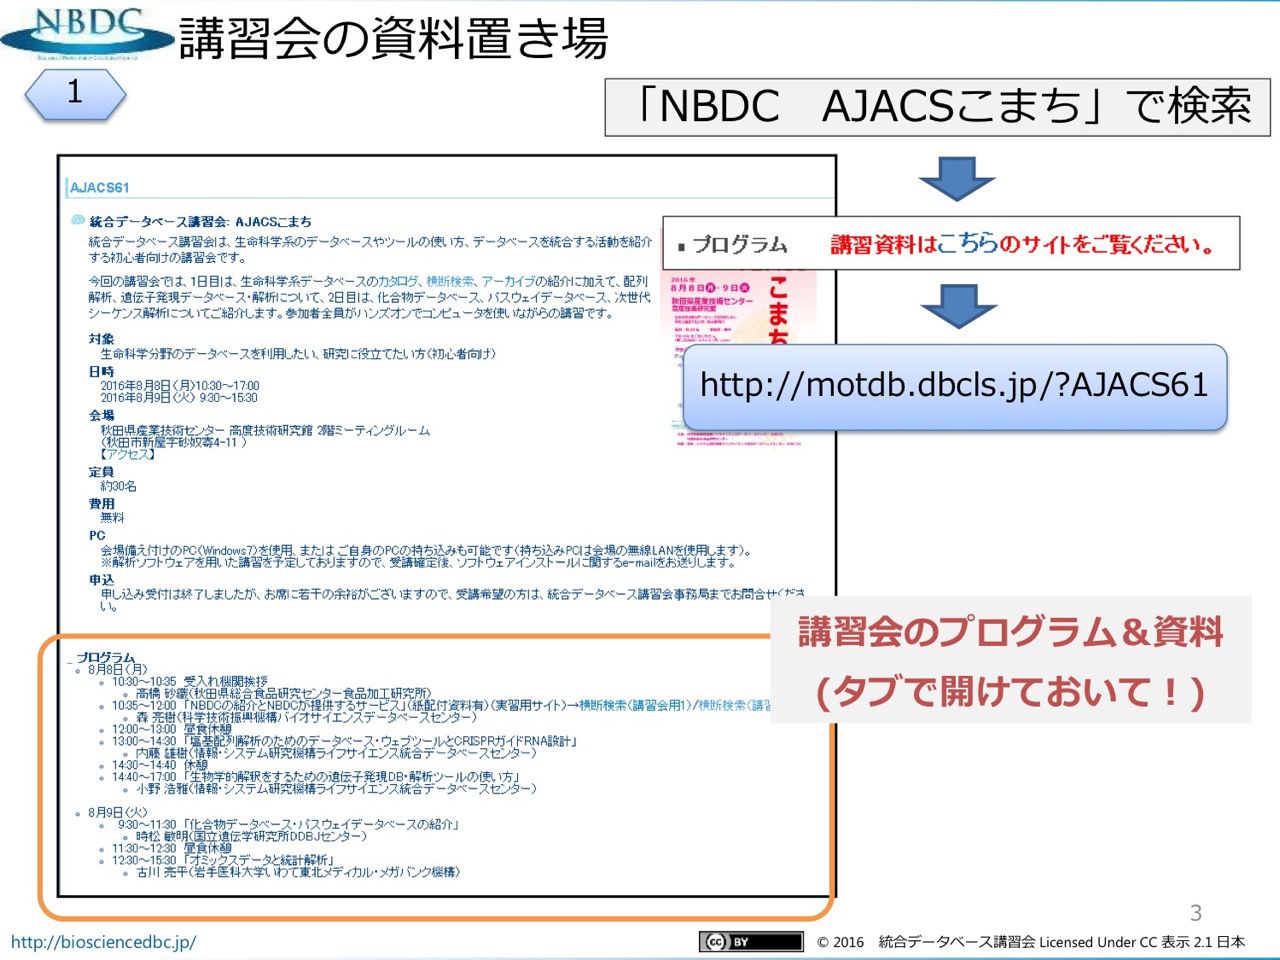 NBDC
講習会の資料置き場
1
「NBDC　AJACSこまち」で検索
AJACS61
統合データベース講習会: AJACSこまち
統合データベース講習会は、生命科学系のデータベースやツールの使い方、データベースを統合する活動を紹介
する初心者向けの講習会です。
今回の講習会では、1日目は、生命科学系データベースのカタログ、横断検索、アーカイブの紹介に加えて、配列
解析、遺伝子発現データベース・解析について、2日目は、化合物データベース、パスウェイデータベース、次世代
シーケンス解析についてご紹介します。参加者全員がハンズオンでコンピュータを使いながらの講習です。
プログラム　講習資料はこちらのサイトをご覧ください。
2016年
8月8日(月)・9日(火)
秋田県産業技術センター
高度技術研究館
こまち
http://motdb.dbcls.jp/?AJACS61
対象
生命科学分野のデータベースを利用したい、研究に役立てたい方(初心者向け)
日時
2016年8月8日(月)10:30～17:00
2016年8月9日(火) 9:30～15:30
会場
秋田県産業技術センター 高度技術研究館 2階ミーティングルーム
(秋田市新屋字砂奴寄4-11 )
【アクセス】
定員
約30名
費用
無料
PC
会場備え付けのPC(Windows7)を使用、または ご自身のPCの持ち込みも可能です(持ち込みPCは会場の無線LANを使用します)。
※解析ソフトウェアを用いた講習を予定しておりますので、受講確定後、ソフトウェアインストールに関するe-mailをお送りします。
申込
申し込み受付は終了しましたが、お席に若干の余裕がございますので、受講希望の方は、統合データベース講習会事務局までお問合せくださ
い。
講習会のプログラム＆資料
(タブで開けておいて！)
プログラム
8月8日(月)
10:30～10:35 受入れ機関挨拶
高橋 砂織(秋田県総合食品研究センター食品加工研究所)
10:35～12:00 「NBDCの紹介とNBDCが提供するサービス」(紙配付資料有)(実習用サイト)→横断検索(講習会用1)/横断検索(講習
森 亮樹(科学技術振興機構バイオサイエンスデータベースセンター)
12:00～13:00 昼食休憩
13:00～14:30 「塩基配列解析のためのデータベース・ウェブツールとCRISPRガイドRNA設計」
内藤 雄樹(情報・システム研究機構ライフサイエンス統合データベースセンター)
14:30～14:40 休憩
14:40～17:00 「生物学的解釈をするための遺伝子発現DB・解析ツールの使い方」
小野 浩雅(情報・システム研究機構ライフサイエンス統合データベースセンター)
8月9日(火)
9:30～11:30 「化合物データベース・パスウェイデータベースの紹介」
時松 敏明(国立遺伝学研究所DDBJセンター)
11:30～12:30 昼食休憩
12:30～15:30 「オミックスデータと統計解析」
古川 亮平(岩手医科大学いわて東北メディカル・メガバンク機構)
3
http://biosciencedbc.jp/
cc BY
© 2016　統合データベース講習会 Licensed Under CC 表示 2.1 日本